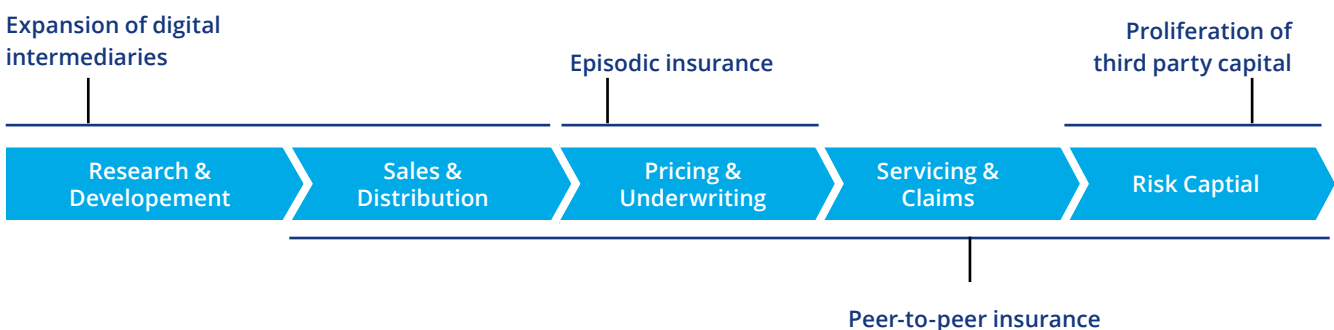 Expansion of digital
intermediaries
Episodic insurance
Proliferation of
third party capital
Research &
Developement
Sales &
Distribution
Pricing &
Underwriting
Servicing &
Claims
Risk Captial
Peer-to-peer insurance